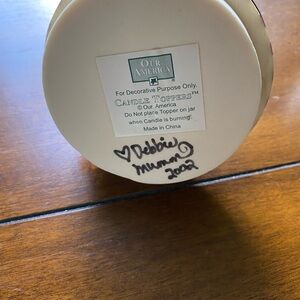 OUR
AMERICA
For Decorative Purpose Only.
CANDLE TOPPERS™
©Our America
Do Not place Topper on jar
when Candle is burning!
Made in China
♡Debbie
Mumm
2002